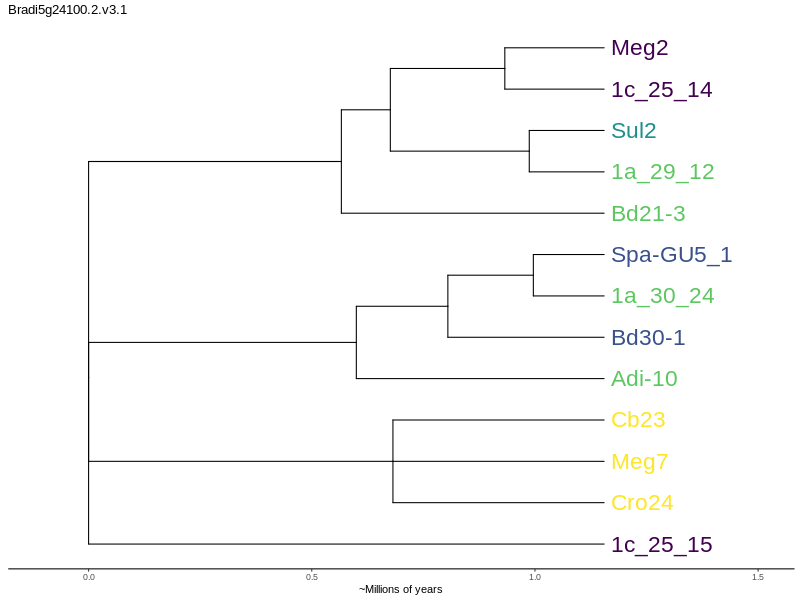 Bradi5g24100.2.v3.1
Meg2
1c_25_14
Sul2
1a_29_12
Bd21-3
Spa-GU5_1
1a_30_24
Bd30-1
Adi-10
Cb23
Meg7
Cro24
1c_25_15
0.0 0.5 1.0 1.5
~Millions of years